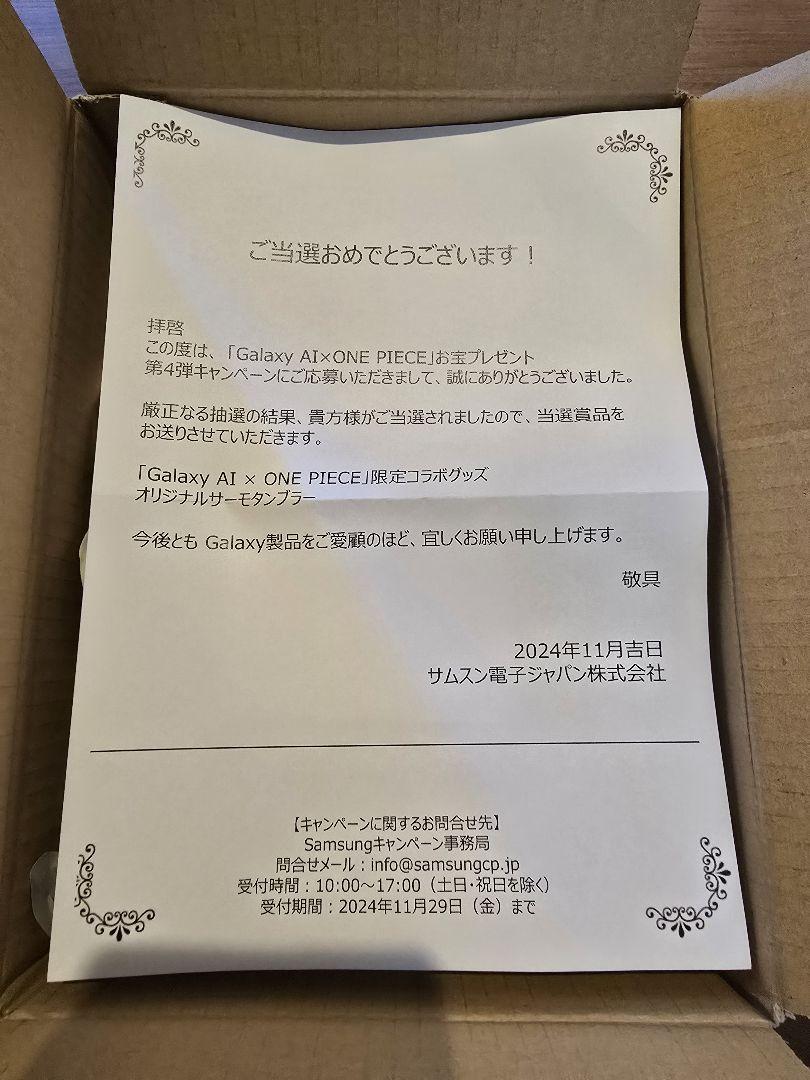 ご当選おめでとうございます！
拝啓
この度は、「Galaxy AI×ONE PIECE」お宝プレゼント
第4弾キャンペーンにご応募いただきまして、誠にありがとうございました。
厳正なる抽選の結果、貴方様がご当選されましたので、当選賞品を
お送りさせていただきます。
「Galaxy AI × ONE PIECE」限定コラボグッズ
オリジナルサーモタンブラー
今後とも Galaxy製品をご愛顧のほど、宜しくお願い申し上げます。
敬具
2024年11月吉日
サムスン電子ジャパン株式会社
【キャンペーンに関するお問合せ先】
Samsungキャンペーン事務局
問合せメール：info@samsungcp.jp
受付時間：10:00～17:00（土日・祝日を除く）
受付期間：2024年11月29日（金）まで